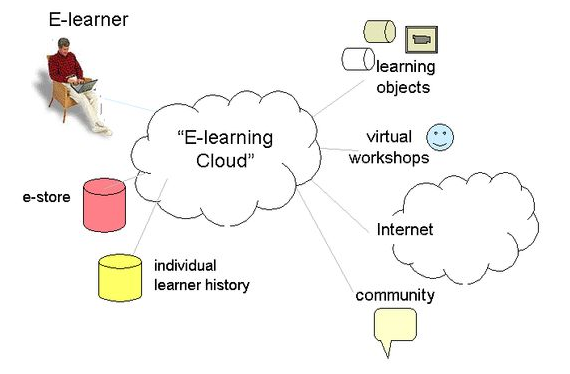 E-learner
"E-learning
Cloud"
learning
objects
virtual
workshops
e-store
Internet
individual
learner history
community